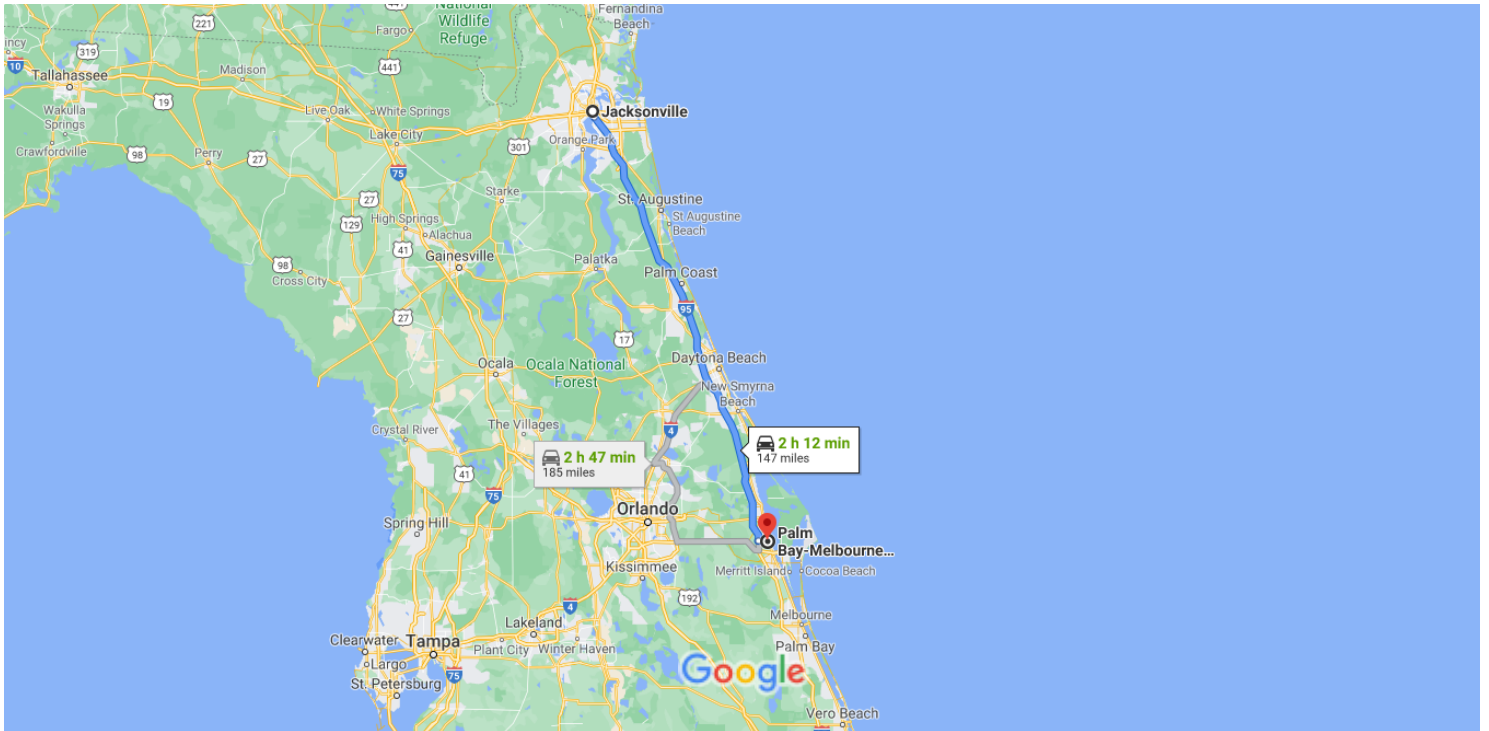 National
Wildlife
Refuge
Fernandina
Beach
441
221
Fargo
incy
319
10
Tallahassee
Madison
441
19
Wakulla
Springs
Live Oak
White Springs
Jacksonville
Lake City
Crawfordville
98
Perry
27
301
Orange Park
75
Starke
27
St. Augustine
129
High Springs
Alachua
St Augustine
Beach
41
Gainesville
98
Cross City
Palatka
Palm Coast
95
27
17
Ocala
Ocala National
Forest
Daytona Beach
New Smyrna
Beach
Crystal River
The Villages
4
2 h 12 min
147 miles
2 h 47 min
185 miles
41
75
Orlando
Spring Hill
Palm
Bay-Melbourne...
Kissimmee
Merritt Island
Cocoa Beach
192
4
Lakeland
Melbourne
Clearwater
Tampa
Plant City
Winter Haven
Palm Bay
Largo
75
Google
St. Petersburg
Vero Beach